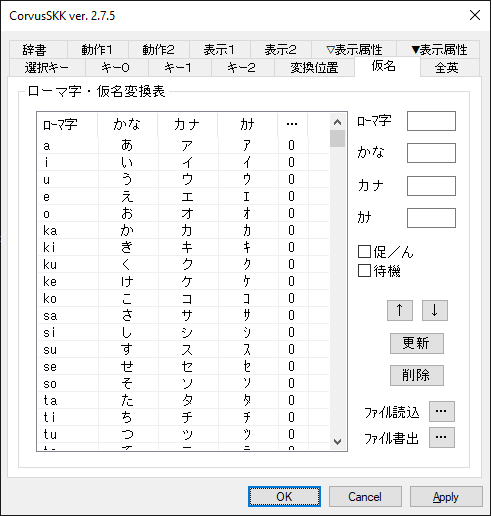 CorvusSKK ver. 2.7.5
辞書 動作1 動作2 表示1 表示2 ▽表示属性 ▼表示属性
選択キー キー0 キー1 キー2 変換位置 仮名 全英
ローマ字・仮名変換表
ﾛｰﾏ字 かな カナ ｶﾅ …
a あ ア ｱ 0
i い イ ｲ 0
u う ウ ｳ 0
e え エ ｴ 0
o お オ ｵ 0
ka か カ ｶ 0
ki き キ ｷ 0
ku く ク ｸ 0
ke け ケ ｹ 0
ko こ コ ｺ 0
sa さ サ ｻ 0
si し シ ｼ 0
su す ス ｽ 0
se せ セ ｾ 0
so そ ソ ｿ 0
ta た タ ﾀ 0
ti ち チ ﾁ 0
tu つ ツ ﾂ 0
ﾛｰﾏ字
かな
カナ
ｶﾅ
促／ん
待機
↑ ↓
更新
削除
ﾌｧｲﾙ読込 …
ﾌｧｲﾙ書出 …
OK Cancel Apply